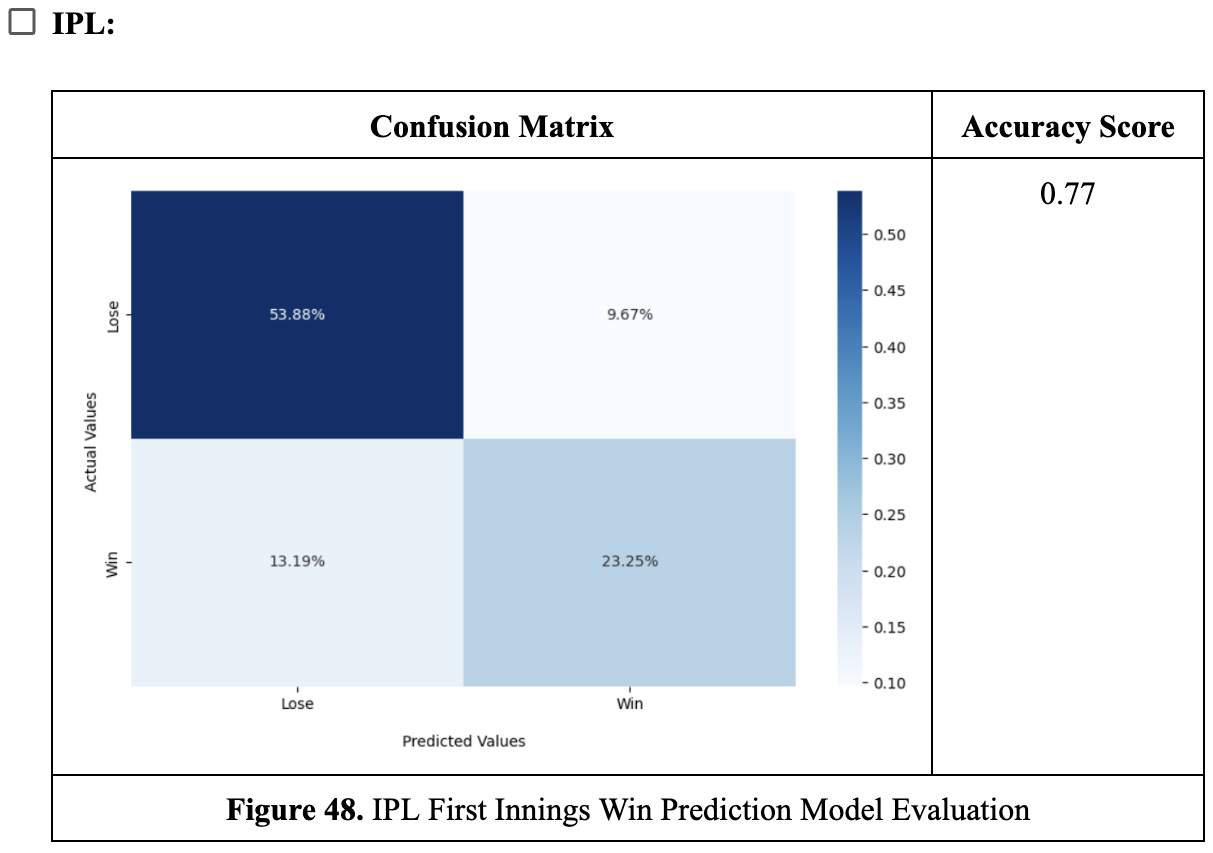 IPL:
Confusion Matrix
Accuracy Score
0.77
Actual Values
Lose
Win
53.88%
9.67%
13.19%
23.25%
Lose
Win
Predicted Values
0.50
0.45
0.40
0.35
0.30
0.25
0.20
0.15
0.10
Figure 48. IPL First Innings Win Prediction Model Evaluation